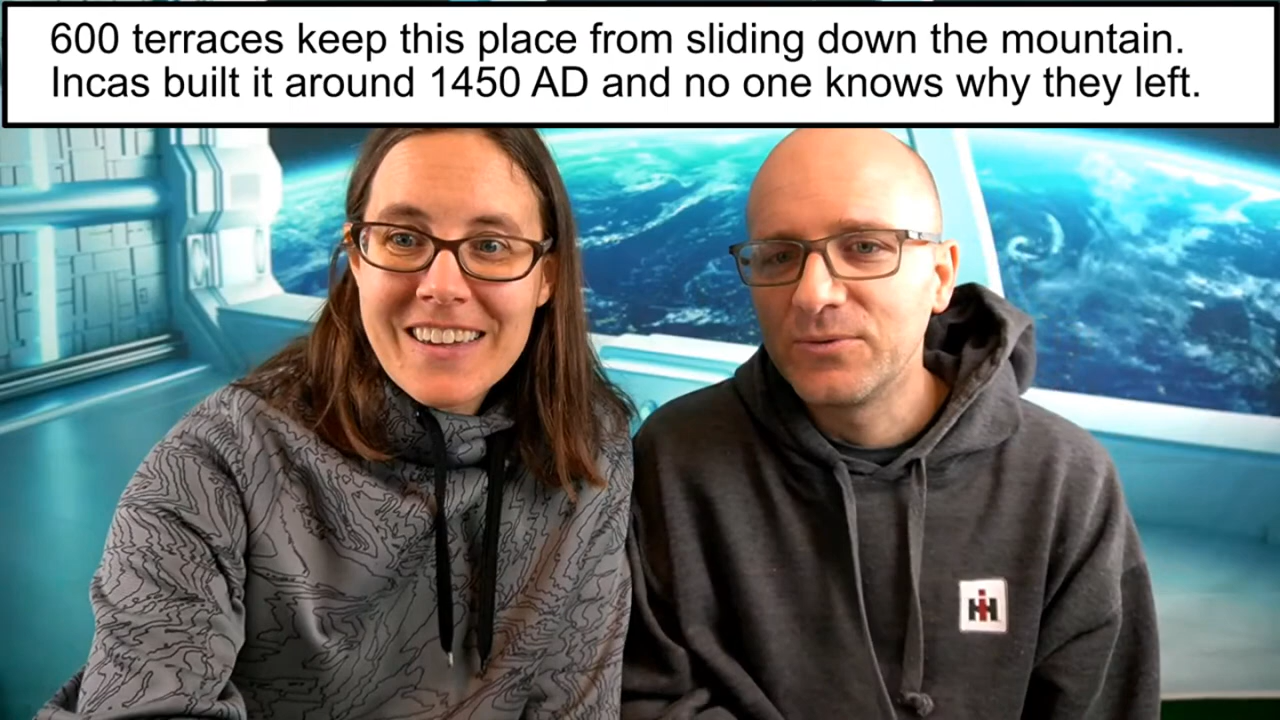 600 terraces keep this place from sliding down the mountain.
Incas built it around 1450 AD and no one knows why they left.
IH